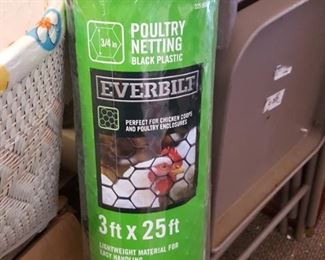 3/4 in
POULTRY
NETTING
BLACK PLASTIC
EVERBILT
PERFECT FOR CHICKEN COOPS
AND POULTRY ENCLOSURES
3ft x 25ft
LIGHTWEIGHT MATERIAL FOR
EASY HANDLING